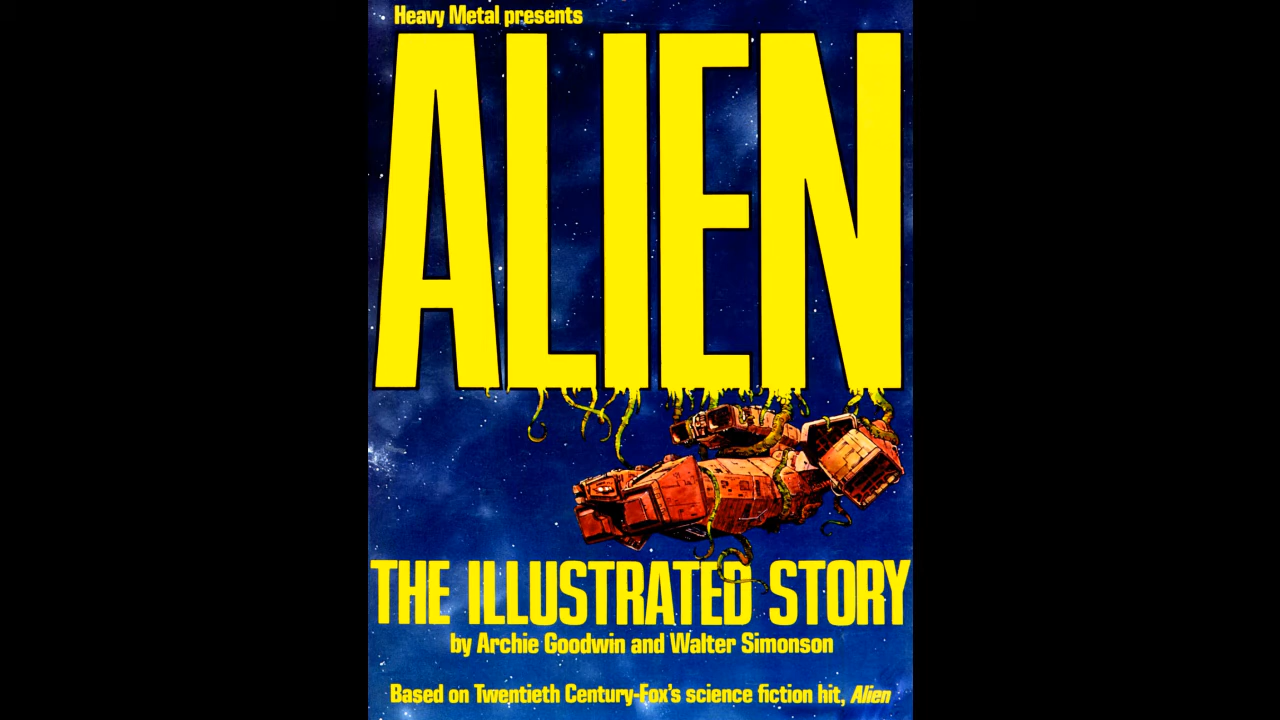 Heavy Metal presents
ALIEN
THE ILLUSTRATED STORY
by Archie Goodwin and Walter Simonson
Based on Twentieth Century-Fox's science fiction hit, Alien